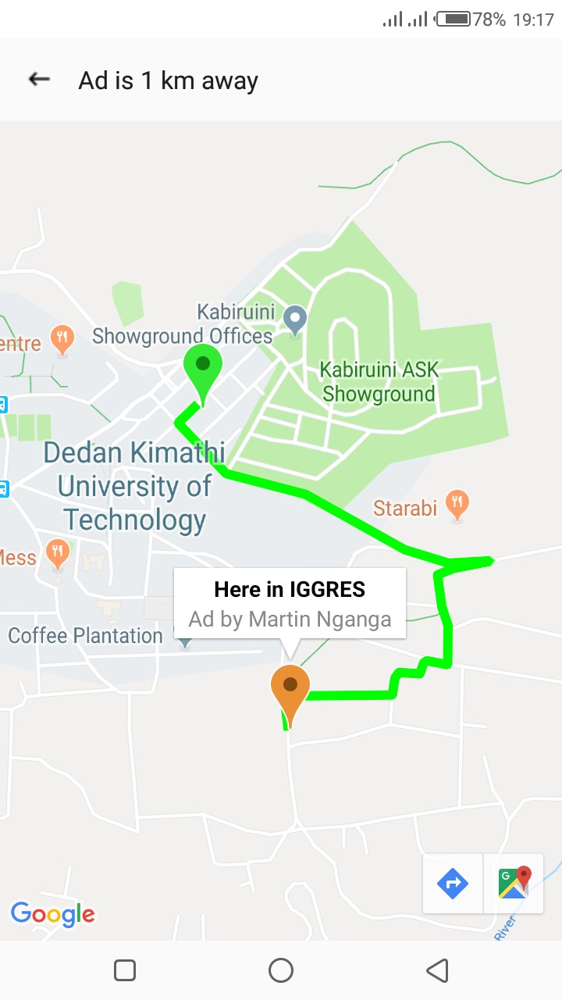 78% 19:17
Ad is 1 km away
Kabiruini
Showground Offices
entre
Kabiruini ASK
Showground
Dedan Kimathi
University of
Technology
Starabi
Mess
Here in IGGRES
Ad by Martin Nganga
Coffee Plantation
G
Google
River